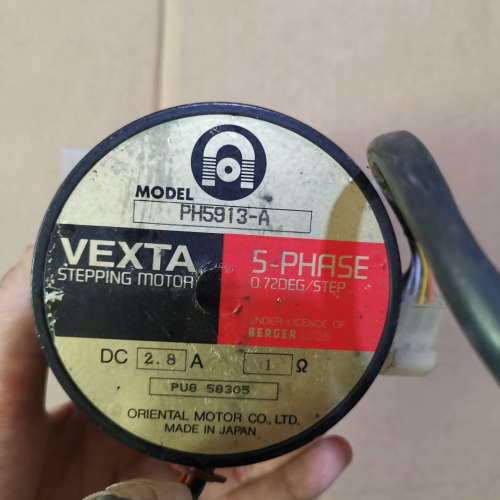 MODEL
PH5913-A
VEXTA
STEPPING MOTOR
5-PHASE
0.72DEG/STEP
UNDER LICENCE OF
BERGER
DC 2.8 A 1 Ω
PU8 58305
ORIENTAL MOTOR CO., LTD.
MADE IN JAPAN